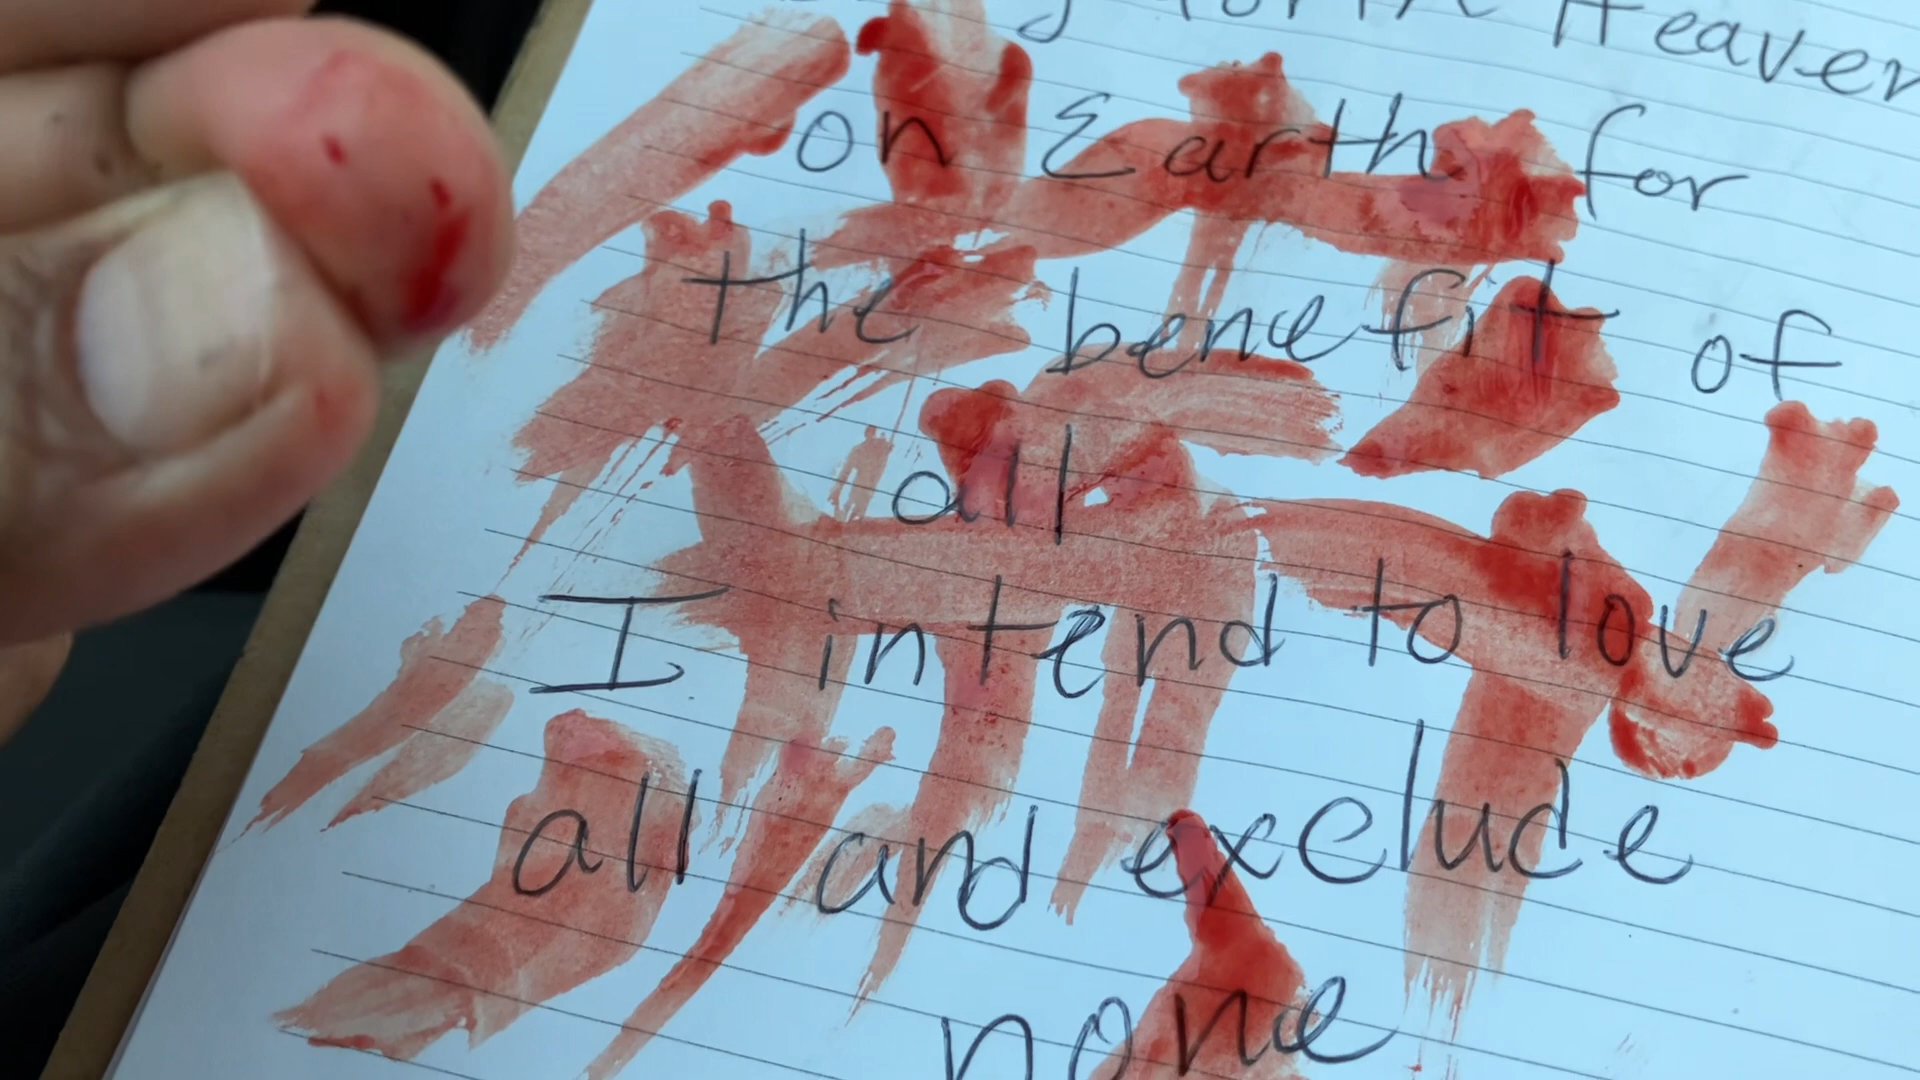 Heaven
on Earth for
the benefit of
all
I intend to love
all and exclude
none